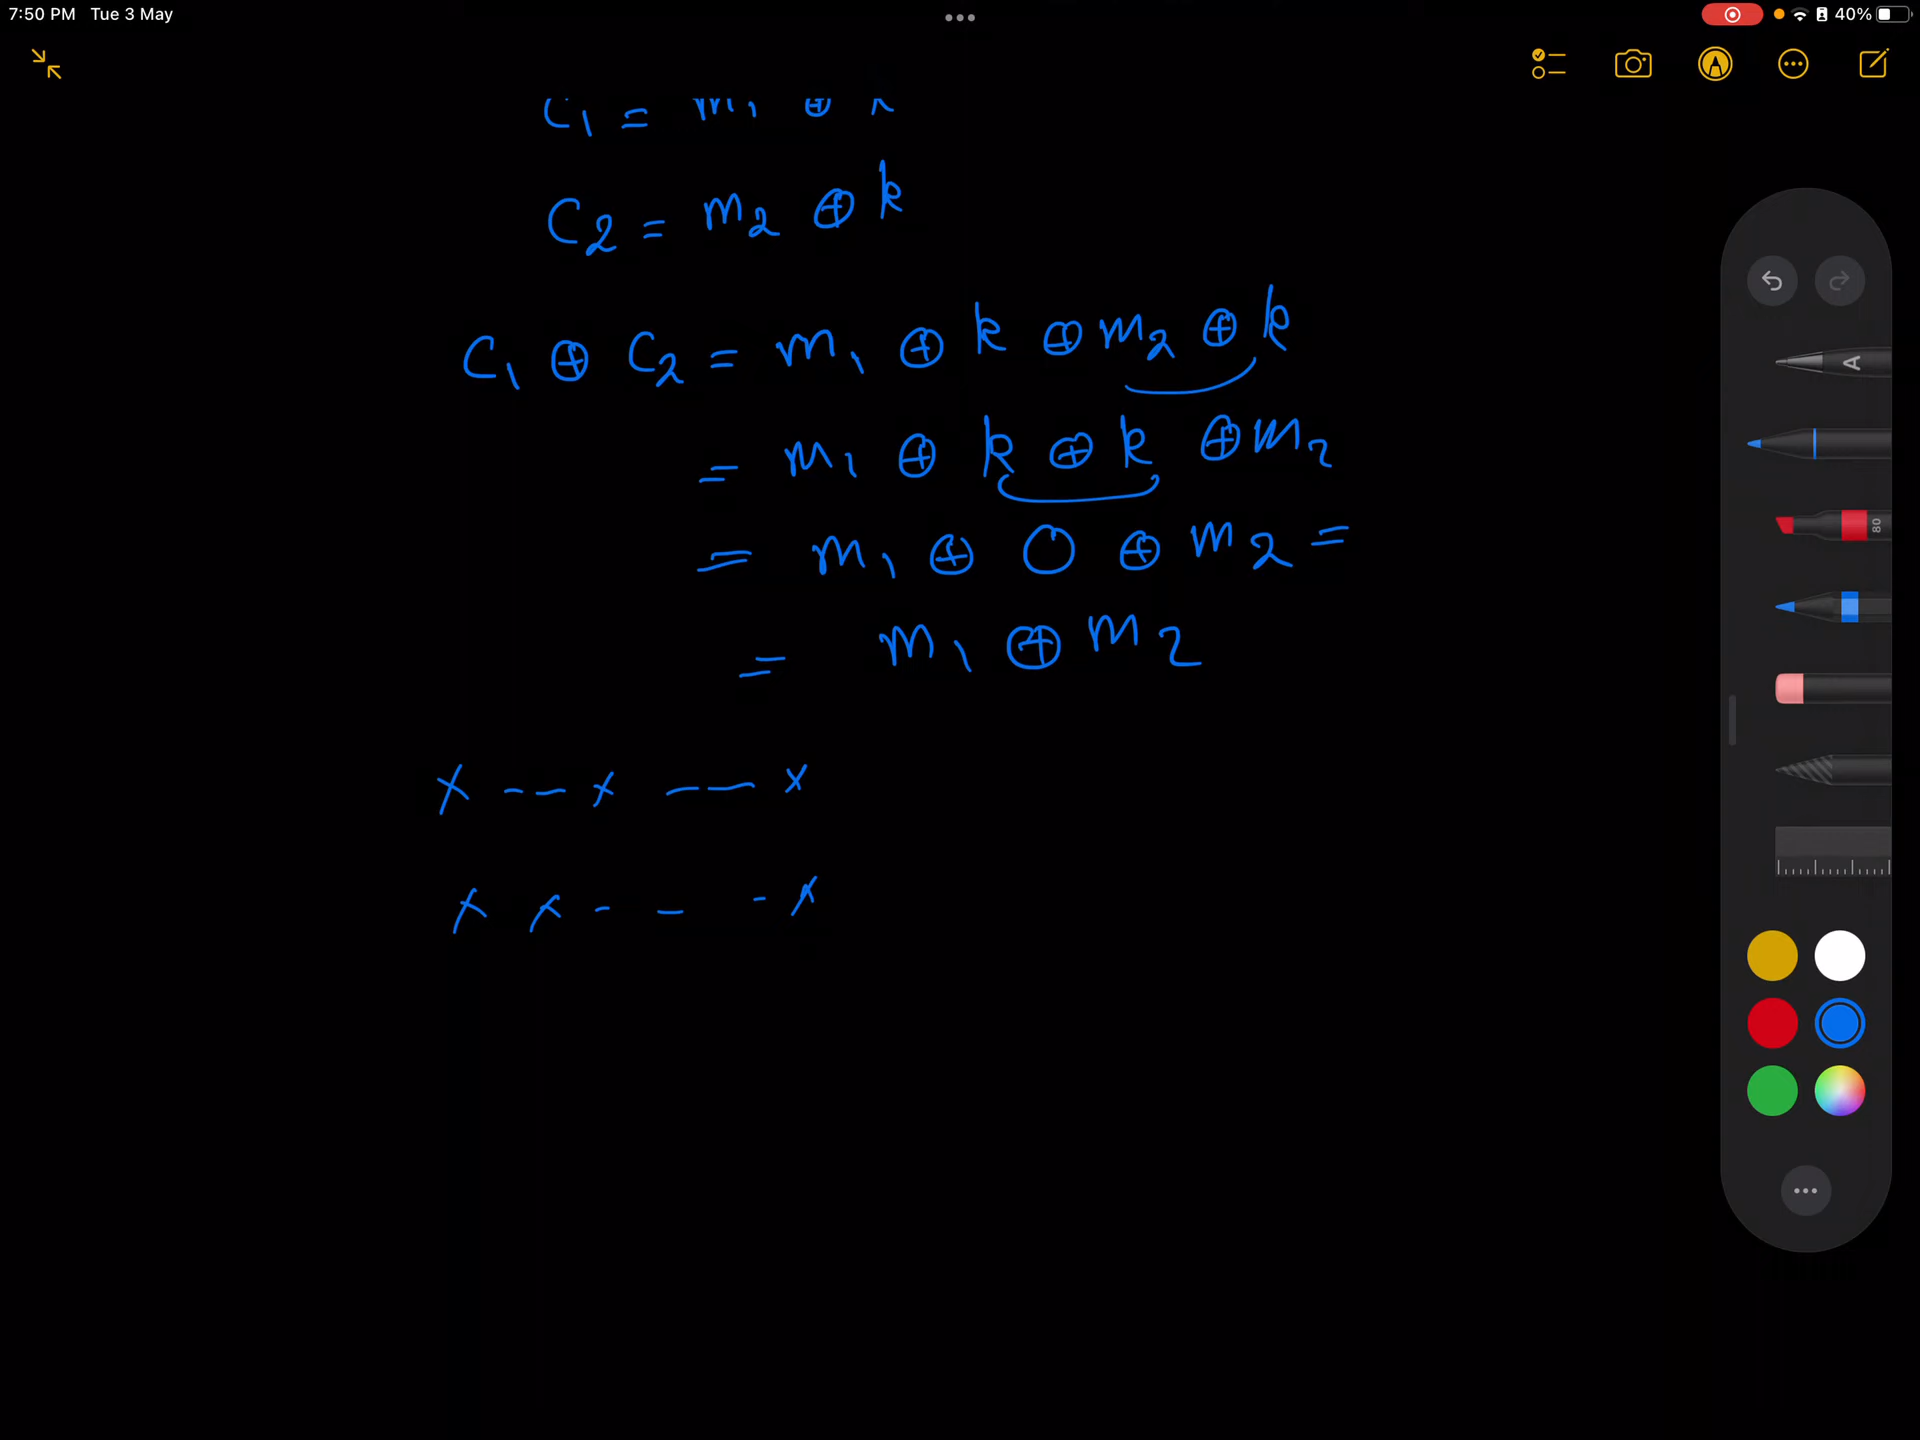 7:50 PM Tue 3 May
40%
C₁ = m₁ ⊕ k
C₂ = m₂ ⊕ k
C₁ ⊕ C₂ = m₁ ⊕ k ⊕ m₂ ⊕ k
= m₁ ⊕ k ⊕ k ⊕ m₂
= m₁ ⊕ 0 ⊕ m₂ =
= m₁ ⊕ m₂
x -- x -- x
x x - - - x
A
80